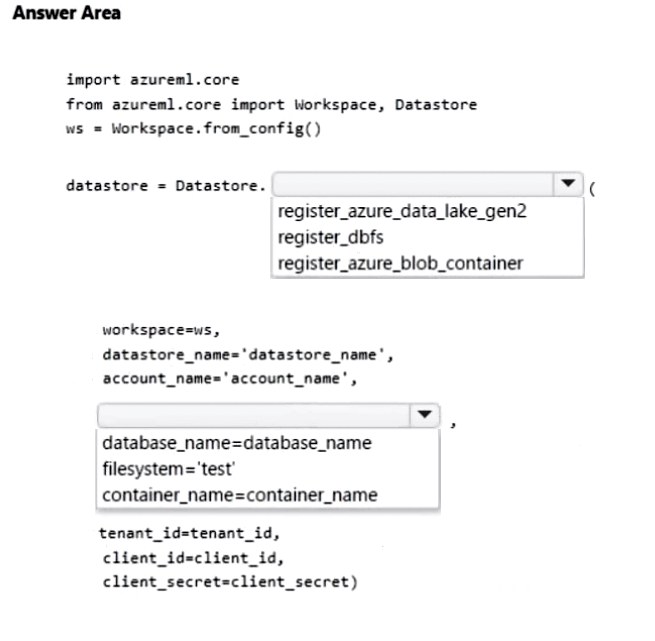 Answer Area
import azureml.core
from azureml.core import Workspace, Datastore
ws = Workspace.from_config()
datastore = Datastore. (
register_azure_data_lake_gen2
register_dbfs
register_azure_blob_container
workspace=ws,
datastore_name='datastore_name',
account_name='account_name',
,
database_name=database_name
filesystem='test'
container_name=container_name
tenant_id=tenant_id,
client_id=client_id,
client_secret=client_secret)